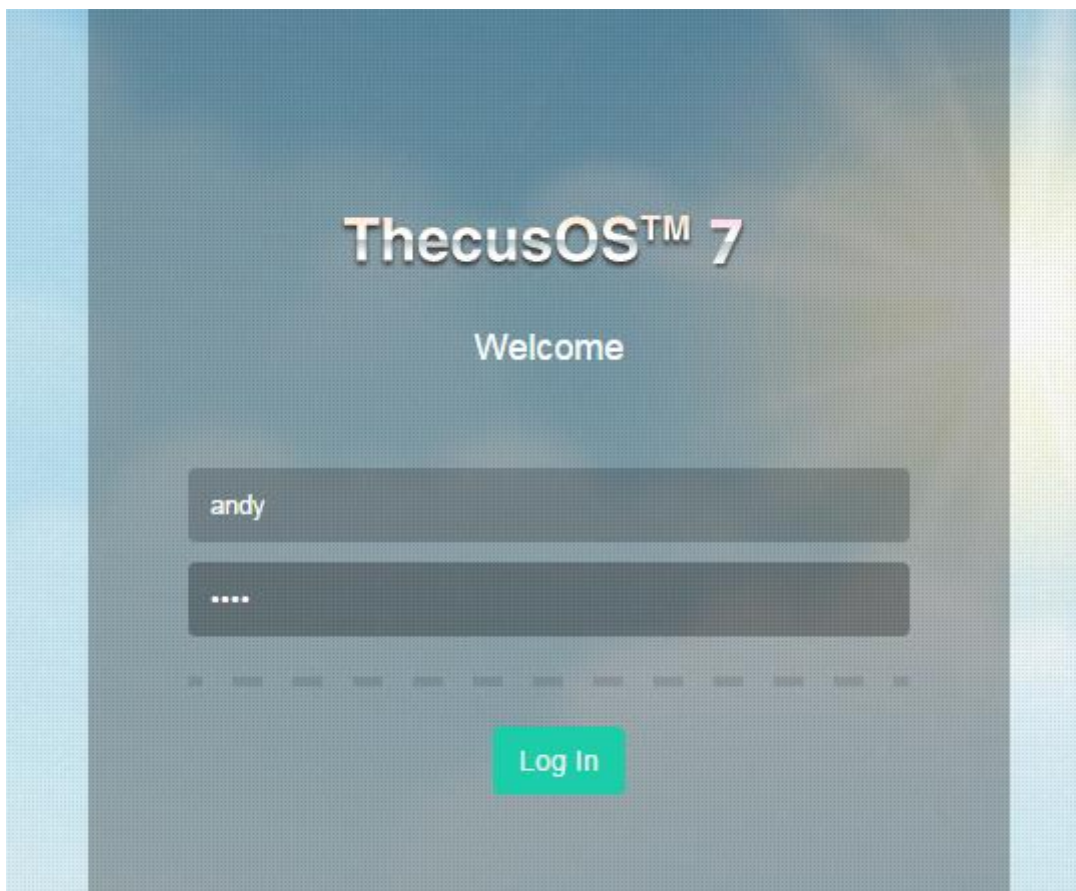 ThecusOS™ 7
Welcome
andy
••••
Log In